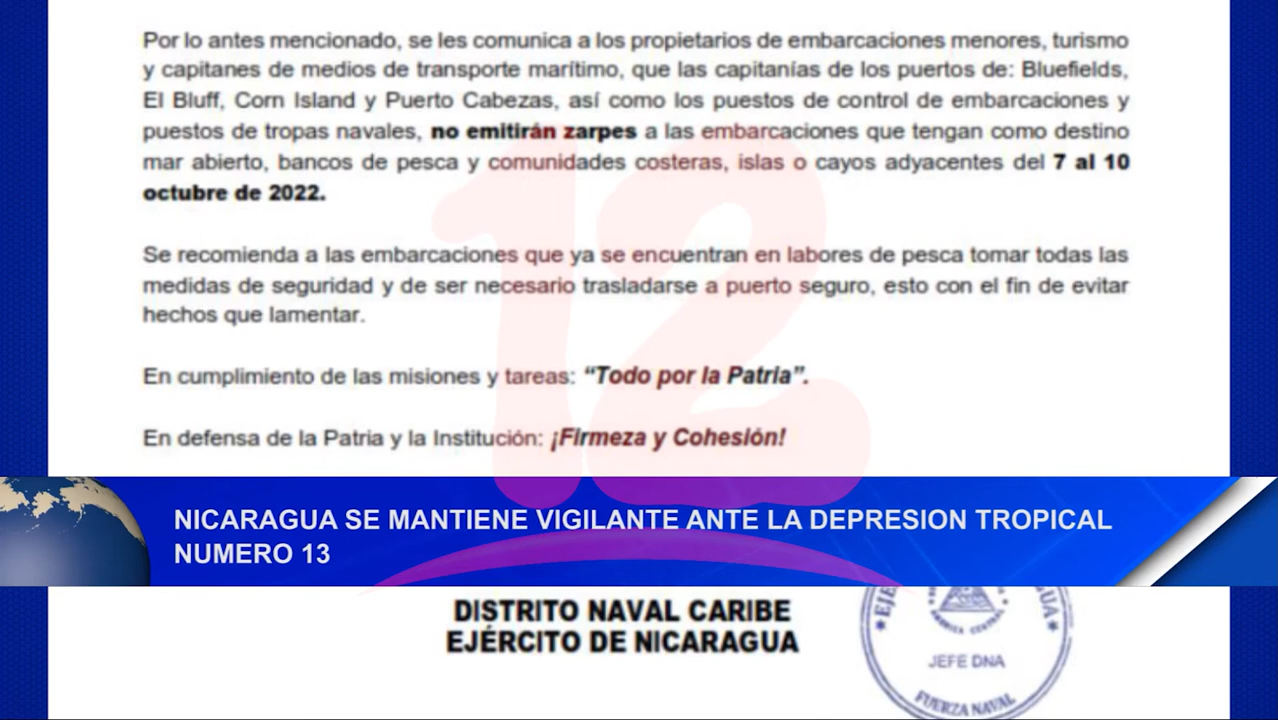 Por lo antes mencionado, se les comunica a los propietarios de embarcaciones menores, turismo
y capitanes de medios de transporte marítimo, que las capitanías de los puertos de: Bluefields,
El Bluff, Corn Island y Puerto Cabezas, así como los puestos de control de embarcaciones y
puestos de tropas navales, no emitirán zarpes a las embarcaciones que tengan como destino
mar abierto, bancos de pesca y comunidades costeras, islas o cayos adyacentes del 7 al 10
octubre de 2022.
Se recomienda a las embarcaciones que ya se encuentran en labores de pesca tomar todas las
medidas de seguridad y de ser necesario trasladarse a puerto seguro, esto con el fin de evitar
hechos que lamentar.
En cumplimiento de las misiones y tareas: “Todo por la Patria”.
En defensa de la Patria y la Institución: ¡Firmeza y Cohesión!
12
NICARAGUA SE MANTIENE VIGILANTE ANTE LA DEPRESION TROPICAL
NUMERO 13
DISTRITO NAVAL CARIBE
EJÉRCITO DE NICARAGUA
AMERICA CENTRAL
JEFE DNA
FUERZA NAVAL